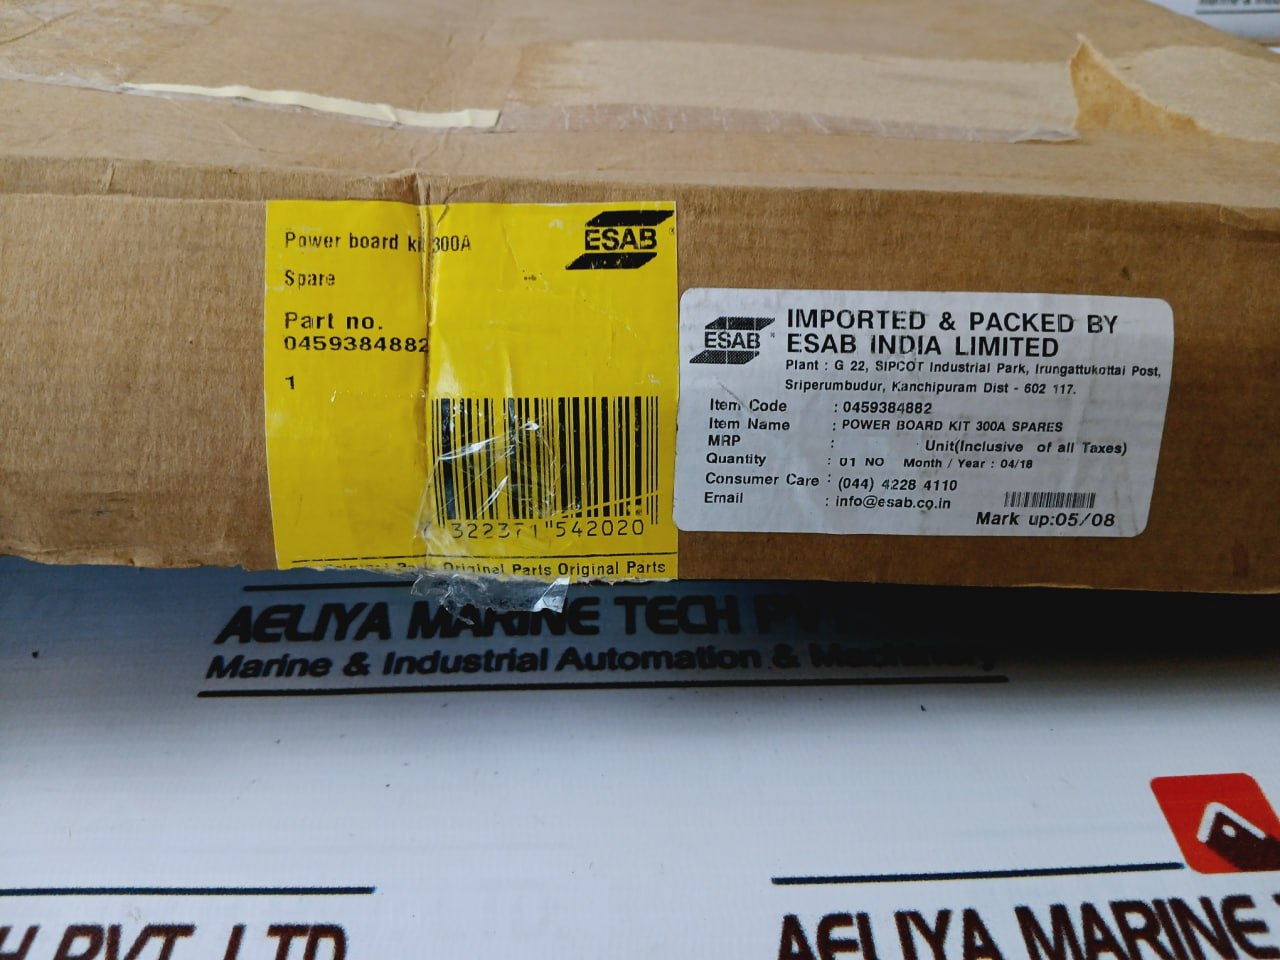 Power board kit 300A
ESAB
Spare
Part no.
0459384882
1
322371 542020
Original Parts Original Parts
ESAB
IMPORTED & PACKED BY
ESAB INDIA LIMITED
Plant : G 22, SIPCOT Industrial Park, Irungattukottai Post,
Sriperumbudur, Kanchipuram Dist - 602 117.
Item Code : 0459384882
Item Name : POWER BOARD KIT 300A SPARES
MRP : Unit(Inclusive of all Taxes)
Quantity : 01 NO Month / Year : 04/18
Consumer Care : (044) 4228 4110
Email : info@esab.co.in
Mark up:05/08
AELIYA MARINE TECH
Marine & Industrial Automation & Machinery
PVT. LTD
AELIYA MARINE